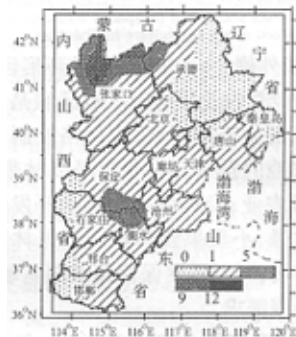 内 蒙 古
辽
宁
省
42°N
41°N
40°N
39°N
38°N
37°N
36°N
承德
张家口
山
西
省
北京
秦皇岛
唐山
廊坊
天津
渤
海
湾
渤
海
保定
沧州
石家庄
衡水
山
东
省
邢台
邯郸
0 1 5
9 12
114°E 115°E 116°E 117°E 118°E 119°E 120°E